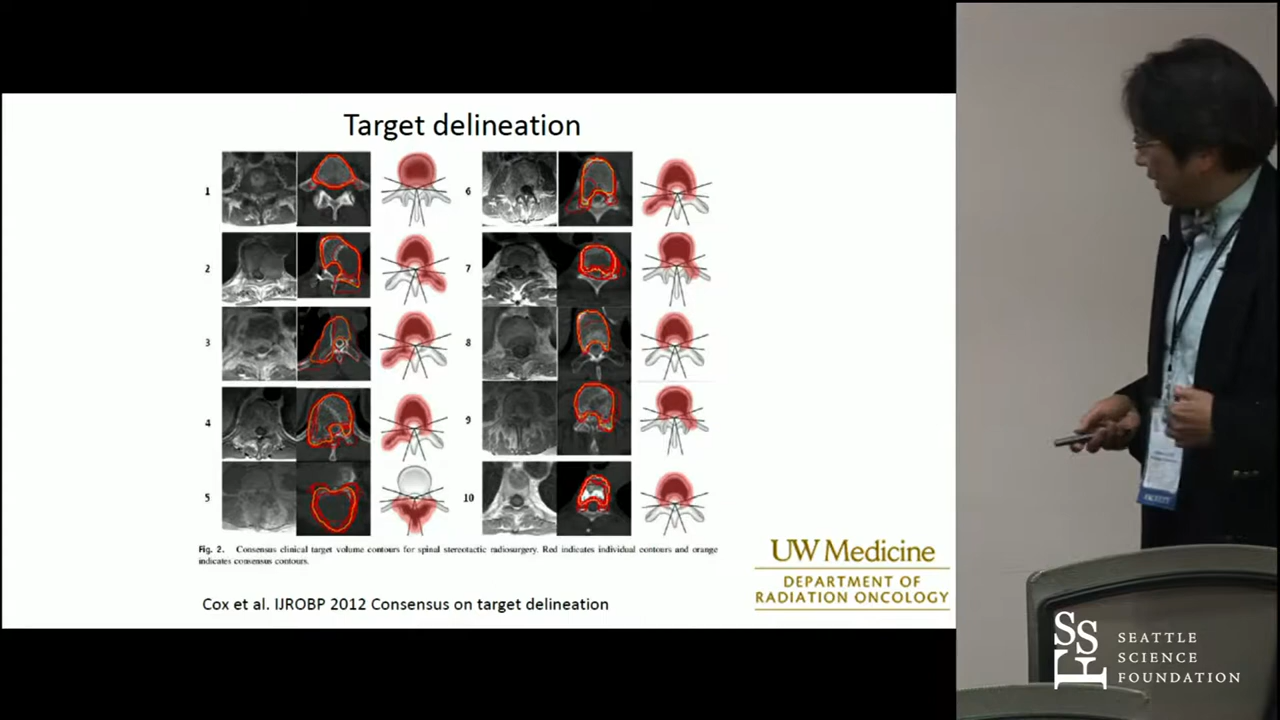 Target delineation
1
6
2
7
3
8
4
9
5
10
Fig. 2. Consensus clinical target volume contours for spinal stereotactic radiosurgery. Red indicates individual contours and orange
indicates consensus contours.
Cox et al. IJROBP 2012 Consensus on target delineation
UW Medicine
DEPARTMENT OF
RADIATION ONCOLOGY
FACULTY
SSF
SEATTLE
SCIENCE
FOUNDATION